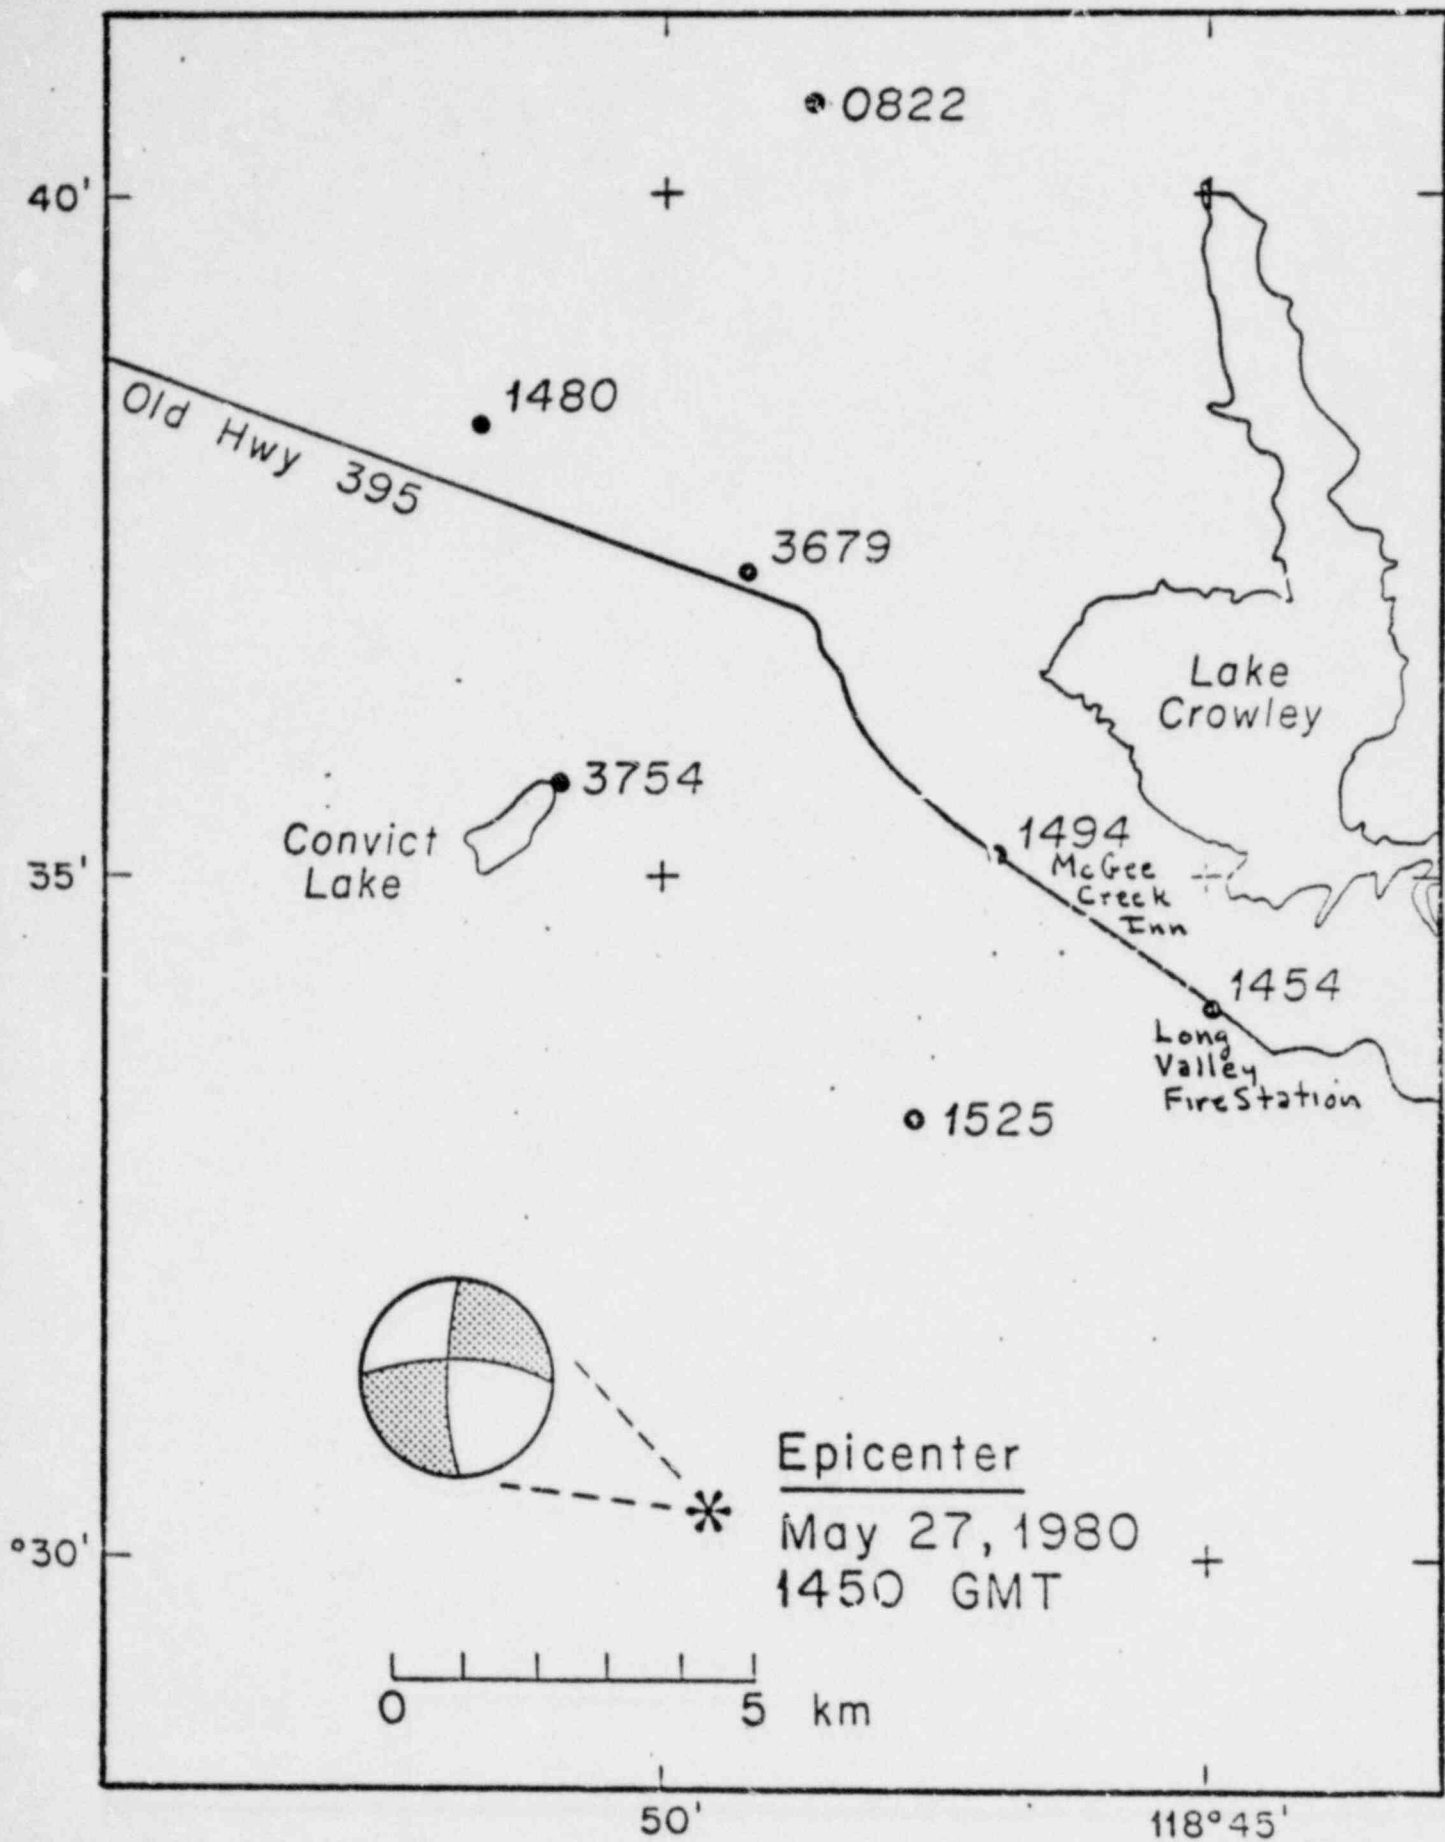 0822
40'
1480
Old Hwy 395
3679
Lake
Crowley
3754
Convict
Lake
1494
McGee
Creek
Inn
35'
1454
Long
Valley
Fire Station
1525
Epicenter
May 27, 1980
1450 GMT
°30'
0 5 km
50' 118°45'